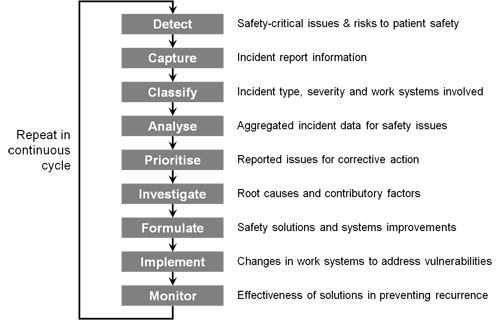 Detect Safety-critical issues & risks to patient safety
Capture Incident report information
Classify Incident type, severity and work systems involved
Analyse Aggregated incident data for safety issues
Prioritise Reported issues for corrective action
Investigate Root causes and contributory factors
Formulate Safety solutions and systems improvements
Implement Changes in work systems to address vulnerabilities
Monitor Effectiveness of solutions in preventing recurrence
Repeat in
continuous
cycle